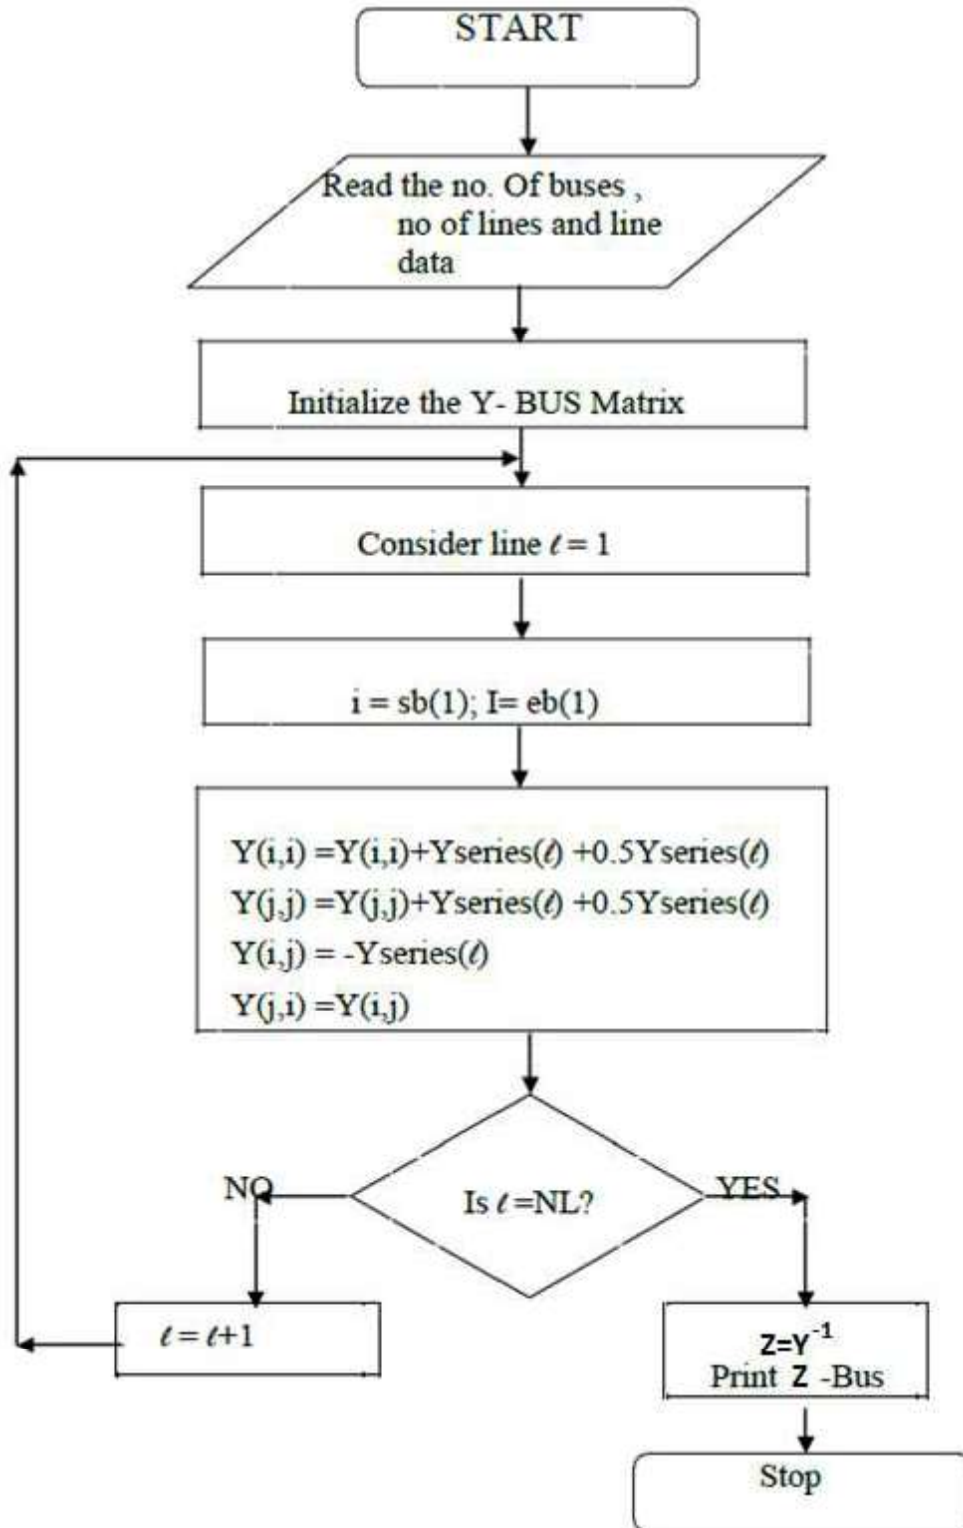 START
Read the no. Of buses ,
no of lines and line
data
Initialize the Y- BUS Matrix
Consider line ℓ = 1
i = sb(1); I= eb(1)
Y(i,i) =Y(i,i)+Yseries(ℓ) +0.5Yseries(ℓ)
Y(j,j) =Y(j,j)+Yseries(ℓ) +0.5Yseries(ℓ)
Y(i,j) = -Yseries(ℓ)
Y(j,i) =Y(i,j)
NO
Is ℓ =NL?
YES
ℓ = ℓ+1
Z=Y⁻¹
Print Z -Bus
Stop